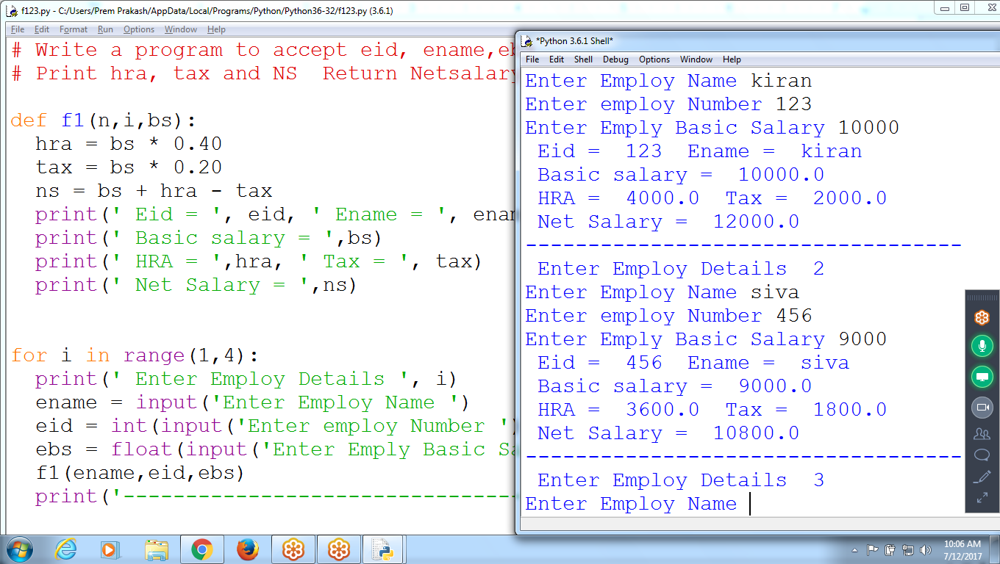 f123.py - C:/Users/Prem Prakash/AppData/Local/Programs/Python/Python36-32/f123.py (3.6.1)
File Edit Format Run Options Window Help
# Write a program to accept eid, ename,eb
# Print hra, tax and NS  Return Netsalary
def f1(n,i,bs):
  hra = bs * 0.40
  tax = bs * 0.20
  ns = bs + hra - tax
  print(' Eid = ', eid, ' Ename = ', enam
  print(' Basic salary = ',bs)
  print(' HRA = ',hra, ' Tax = ', tax)
  print(' Net Salary = ',ns)
for i in range(1,4):
  print(' Enter Employ Details ', i)
  ename = input('Enter Employ Name ')
  eid = int(input('Enter employ Number ')
  ebs = float(input('Enter Emply Basic Sa
  f1(ename,eid,ebs)
  print('--------------------------------
*Python 3.6.1 Shell*
File Edit Shell Debug Options Window Help
Enter Employ Name kiran
Enter employ Number 123
Enter Emply Basic Salary 10000
 Eid =  123  Ename =  kiran
 Basic salary =  10000.0
 HRA =  4000.0  Tax =  2000.0
 Net Salary =  12000.0
-----------------------------------
 Enter Employ Details  2
Enter Employ Name siva
Enter employ Number 456
Enter Emply Basic Salary 9000
 Eid =  456  Ename =  siva
 Basic salary =  9000.0
 HRA =  3600.0  Tax =  1800.0
 Net Salary =  10800.0
-----------------------------------
 Enter Employ Details  3
Enter Employ Name
10:06 AM
7/12/2017